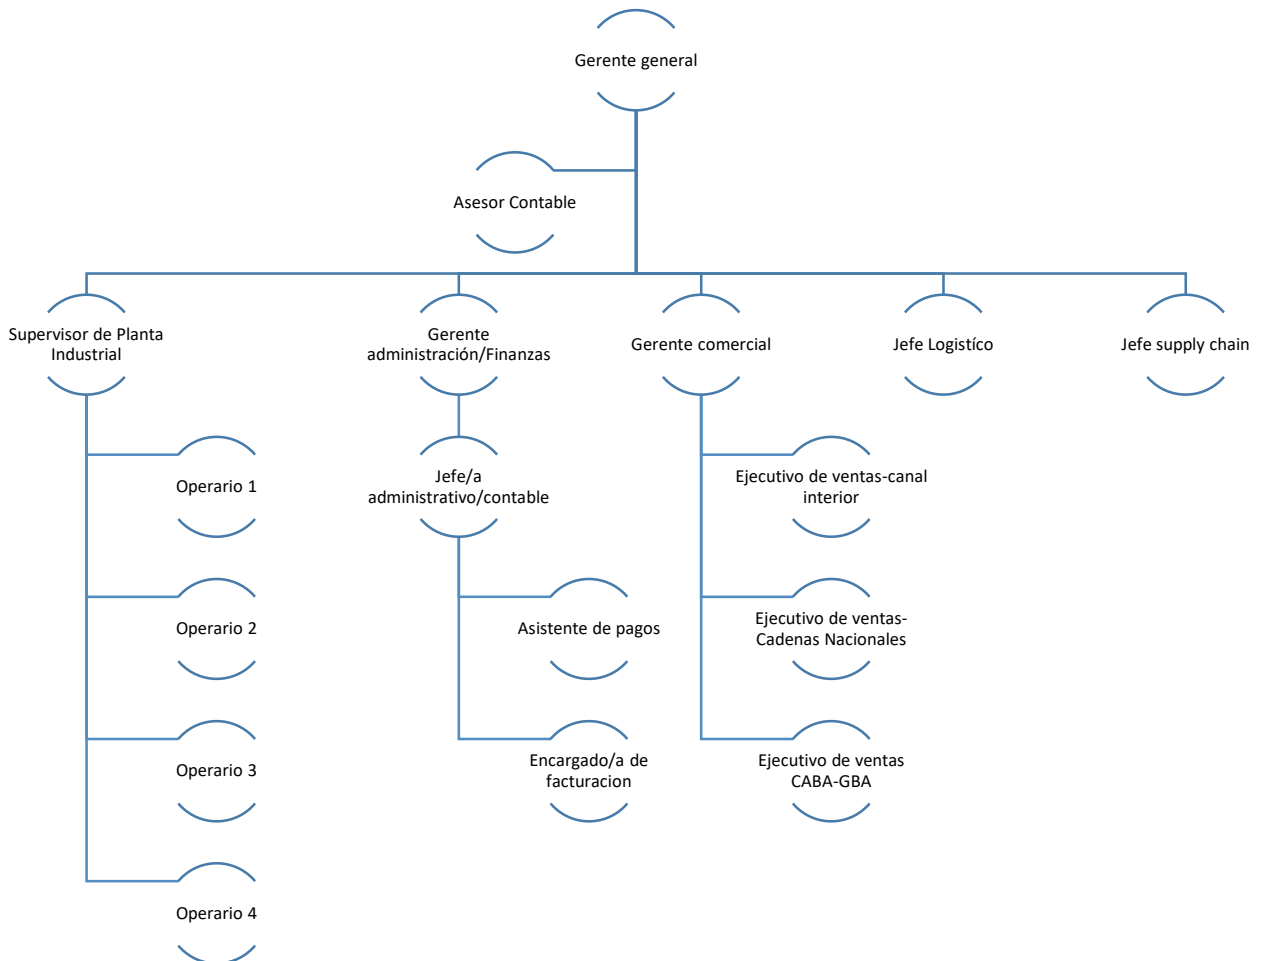 Gerente general
Asesor Contable
Supervisor de Planta
Industrial
Gerente
administración/Finanzas
Gerente comercial
Jefe Logistíco
Jefe supply chain
Operario 1
Jefe/a
administrativo/contable
Ejecutivo de ventas-canal
interior
Operario 2
Asistente de pagos
Ejecutivo de ventas-
Cadenas Nacionales
Operario 3
Encargado/a de
facturacion
Ejecutivo de ventas
CABA-GBA
Operario 4